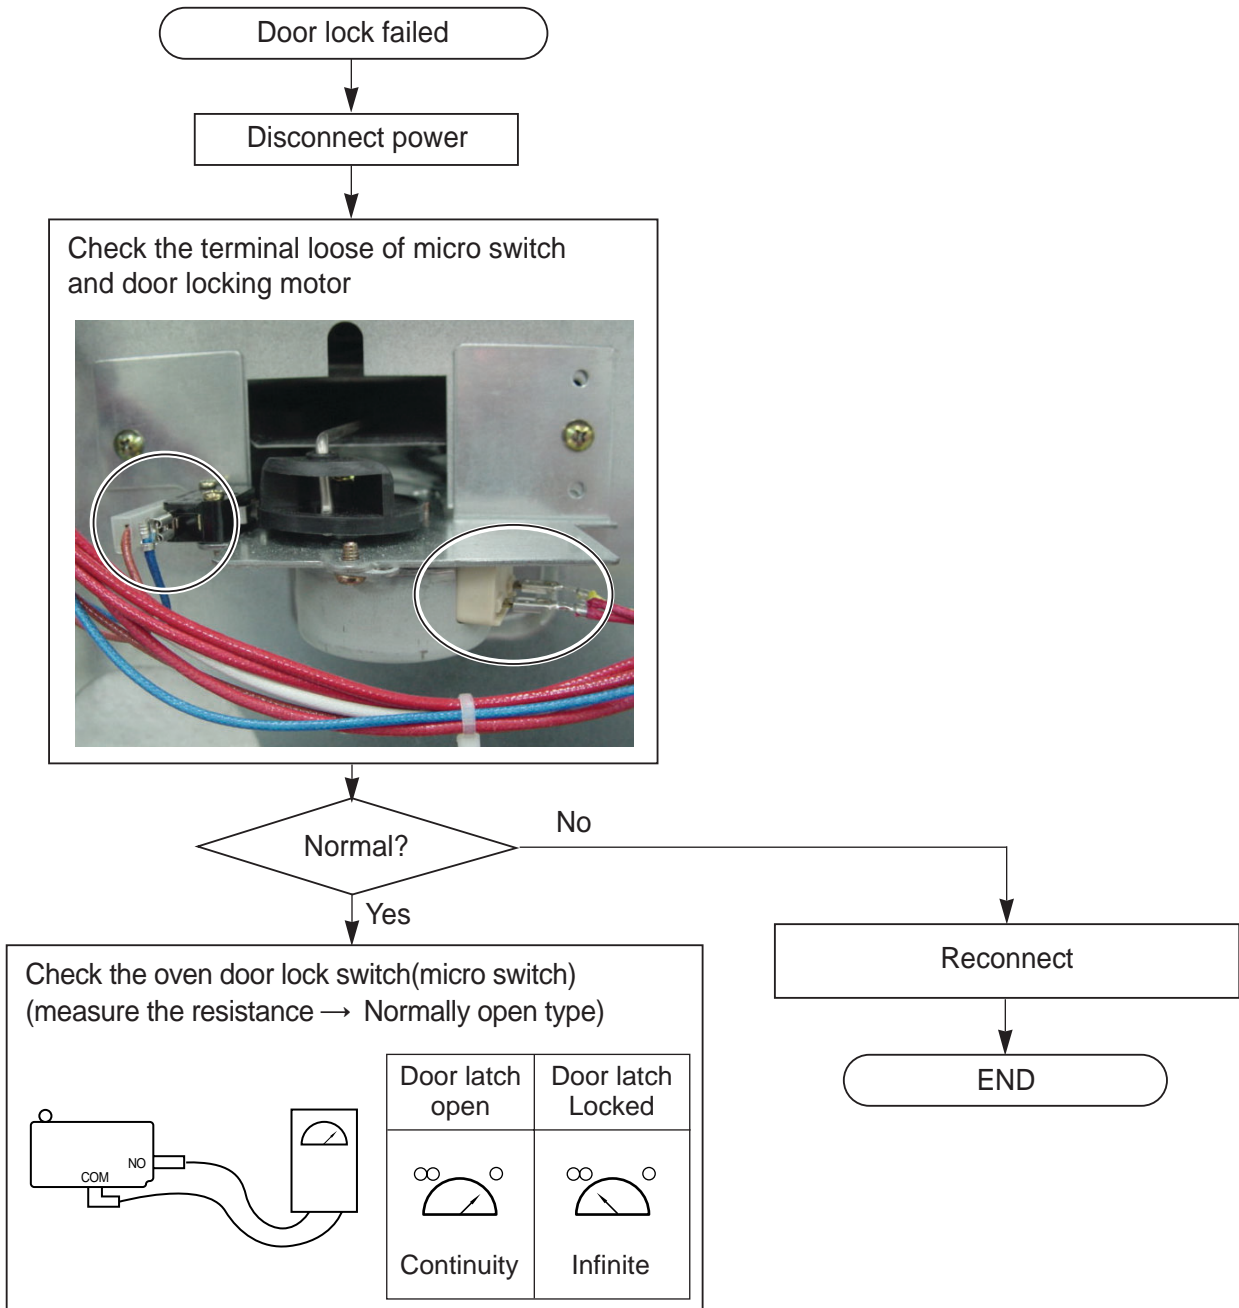 Door lock failed
Disconnect power
Check the terminal loose of micro switch
and door locking motor
Normal?
No
Yes
Reconnect
END
Check the oven door lock switch(micro switch)
(measure the resistance → Normally open type)
NO
COM
Door latch
open
Door latch
Locked
Continuity
Infinite